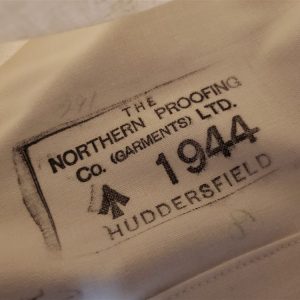 THE
NORTHERN PROOFING
CO. (GARMENTS) LTD.
1944
HUDDERSFIELD